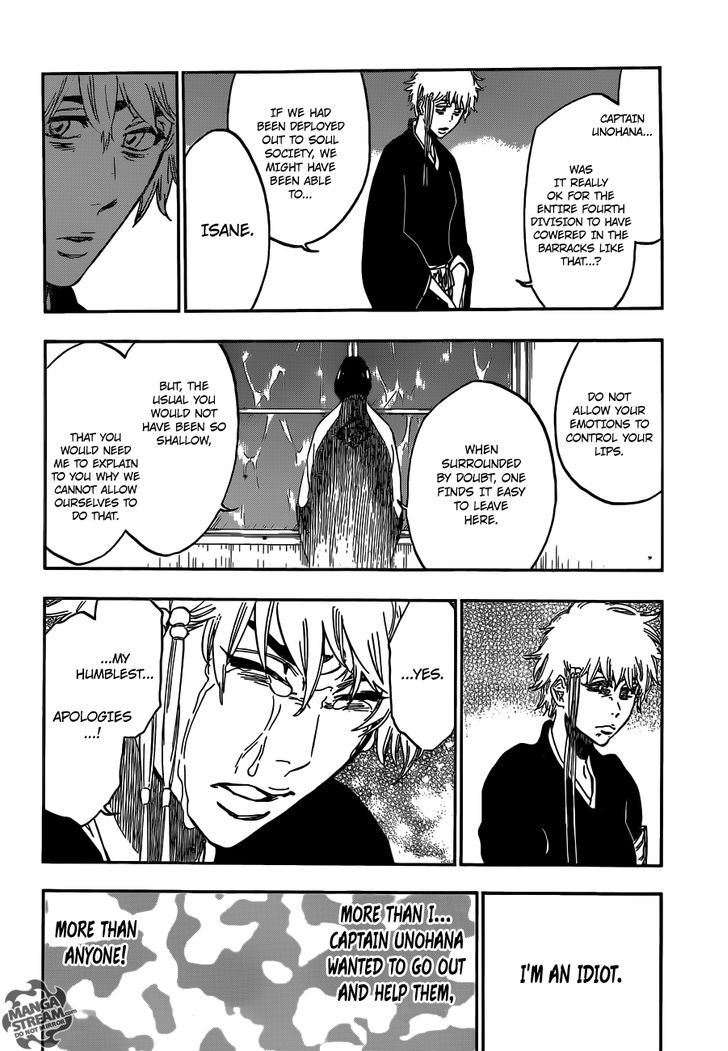 CAPTAIN
UNOHANA...
WAS
IT REALLY
OK FOR THE
ENTIRE FOURTH
DIVISION TO HAVE
COWERED IN THE
BARRACKS LIKE
THAT...?
IF WE HAD
BEEN DEPLOYED
OUT TO SOUL
SOCIETY, WE
MIGHT HAVE
BEEN ABLE
TO...
ISANE.
DO NOT
ALLOW YOUR
EMOTIONS TO
CONTROL YOUR
LIPS.
WHEN
SURROUNDED
BY DOUBT, ONE
FINDS IT EASY
TO LEAVE
HERE.
BUT, THE
USUAL YOU
WOULD NOT
HAVE BEEN SO
SHALLOW,
THAT YOU
WOULD NEED
ME TO EXPLAIN
TO YOU WHY WE
CANNOT ALLOW
OURSELVES TO
DO THAT.
...YES.
...MY
HUMBLEST...
APOLOGIES
...!
I'M AN IDIOT.
MORE THAN I...
CAPTAIN UNOHANA
WANTED TO GO OUT
AND HELP THEM,
MORE THAN
ANYONE!
MANGA
STREAM.com
DO NOT MIRROR!